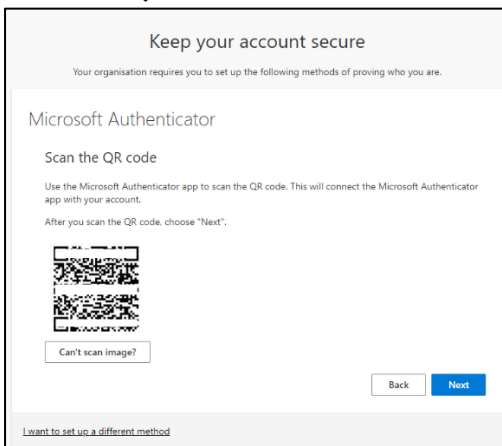 Keep your account secure
Your organisation requires you to set up the following methods of proving who you are.
Microsoft Authenticator
Scan the QR code
Use the Microsoft Authenticator app to scan the QR code. This will connect the Microsoft Authenticator
app with your account.
After you scan the QR code, choose "Next".
Can't scan image?
Back Next
I want to set up a different method